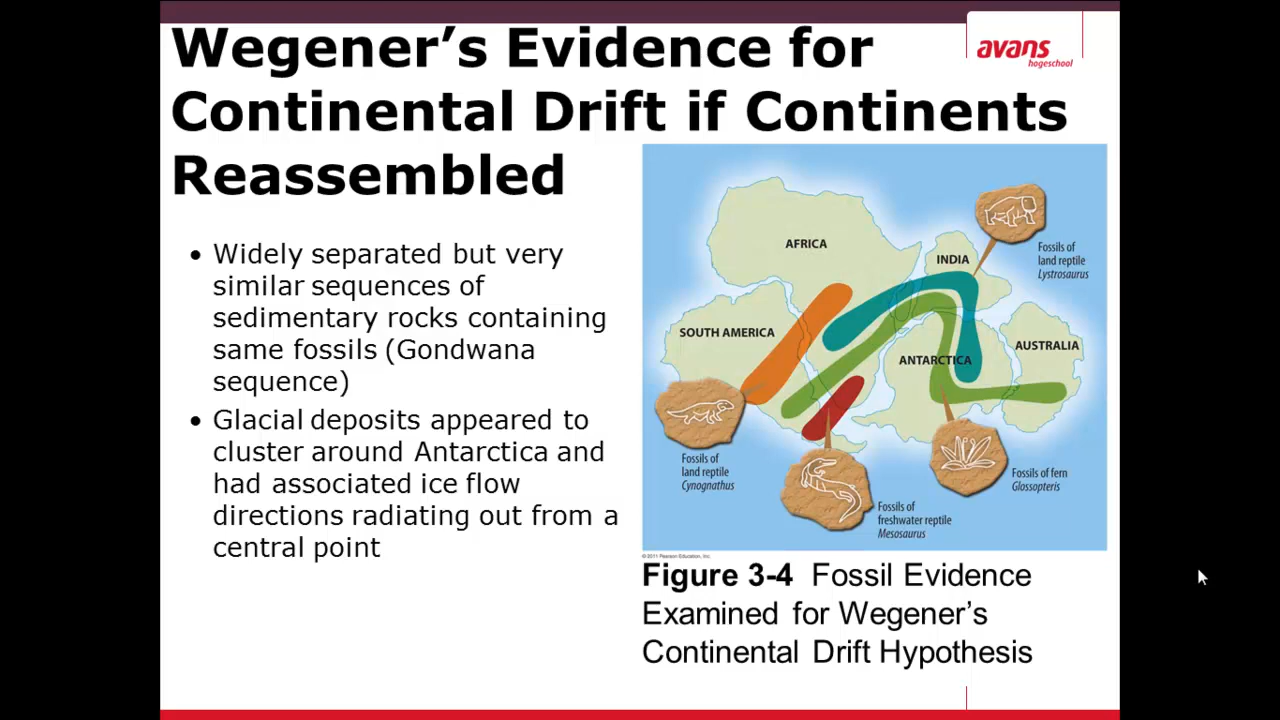 Wegener’s Evidence for
Continental Drift if Continents
Reassembled
avans
hogeschool
• Widely separated but very
similar sequences of
sedimentary rocks containing
same fossils (Gondwana
sequence)
• Glacial deposits appeared to
cluster around Antarctica and
had associated ice flow
directions radiating out from a
central point
AFRICA
INDIA
SOUTH AMERICA
ANTARCTICA
AUSTRALIA
Fossils of
land reptile
Lystrosaurus
Fossils of
land reptile
Cynognathus
Fossils of
freshwater reptile
Mesosaurus
Fossils of fern
Glossopteris
© 2011 Pearson Education, Inc.
Figure 3-4 Fossil Evidence
Examined for Wegener’s
Continental Drift Hypothesis